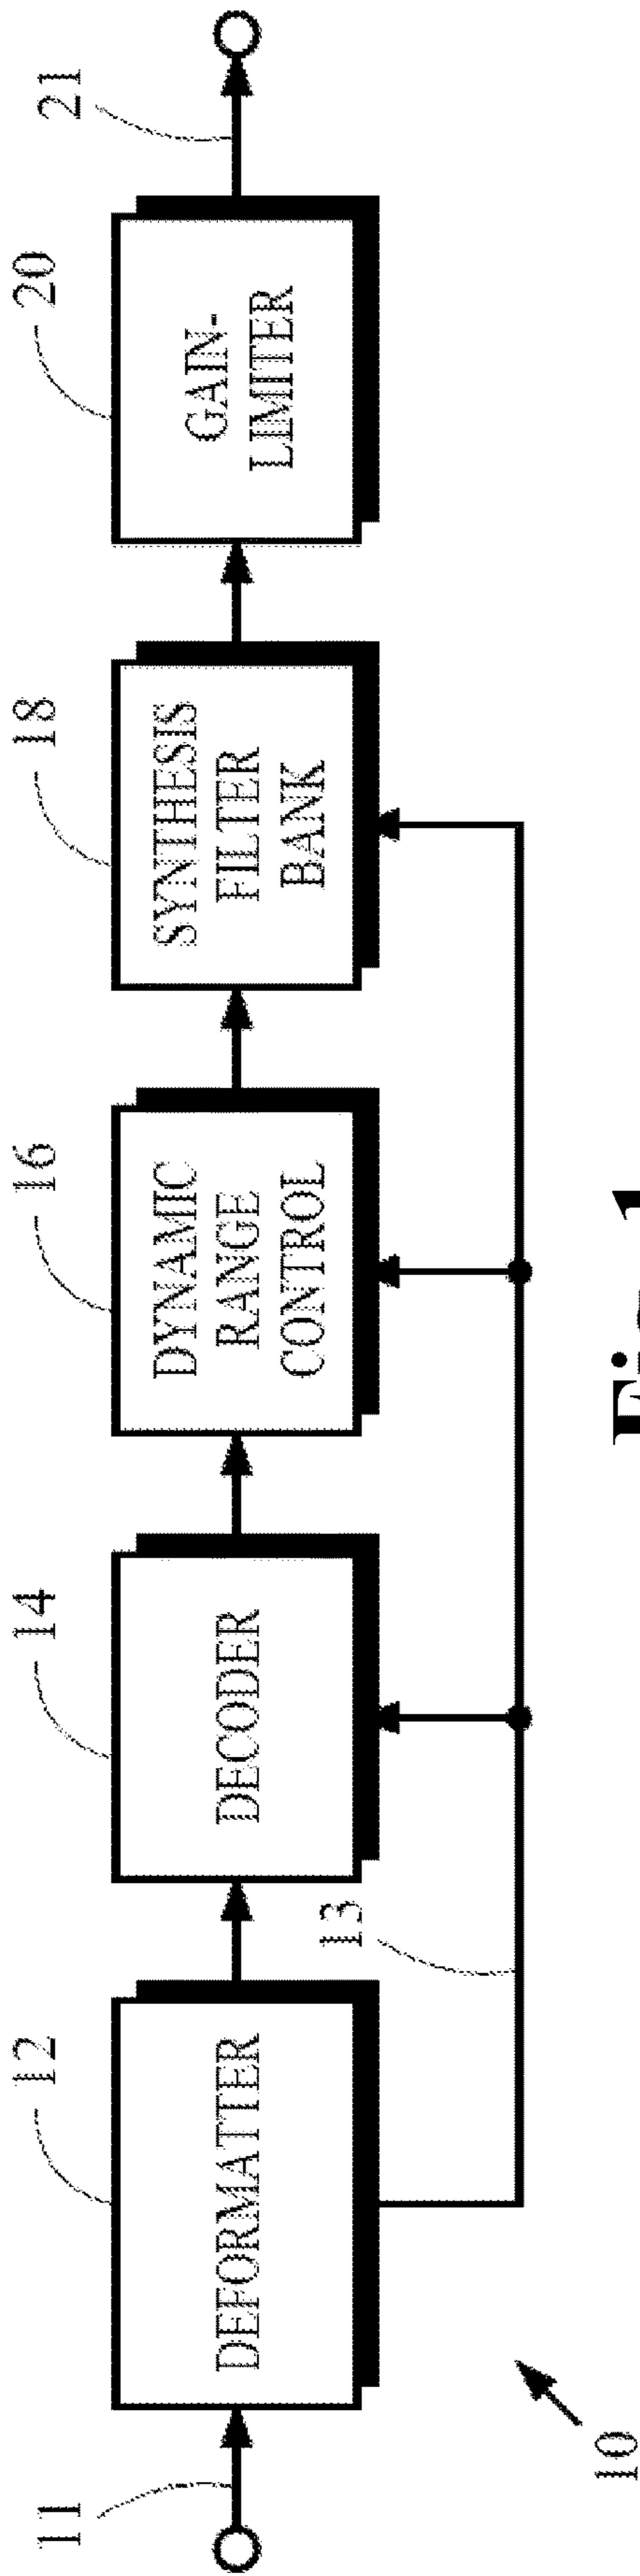 11
12
14
16
18
20
21
DEFORMATTER
DECODER
DYNAMIC
RANGE
CONTROL
SYNTHESIS
FILTER
BANK
GAIN-
LIMITER
13
10